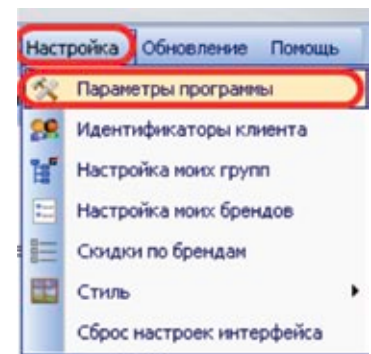 Настройка Обновление Помощь
Параметры программы
Идентификаторы клиента
Настройка моих групп
Настройка моих брендов
Скидки по брендам
Стиль
Сброс настроек интерфейса